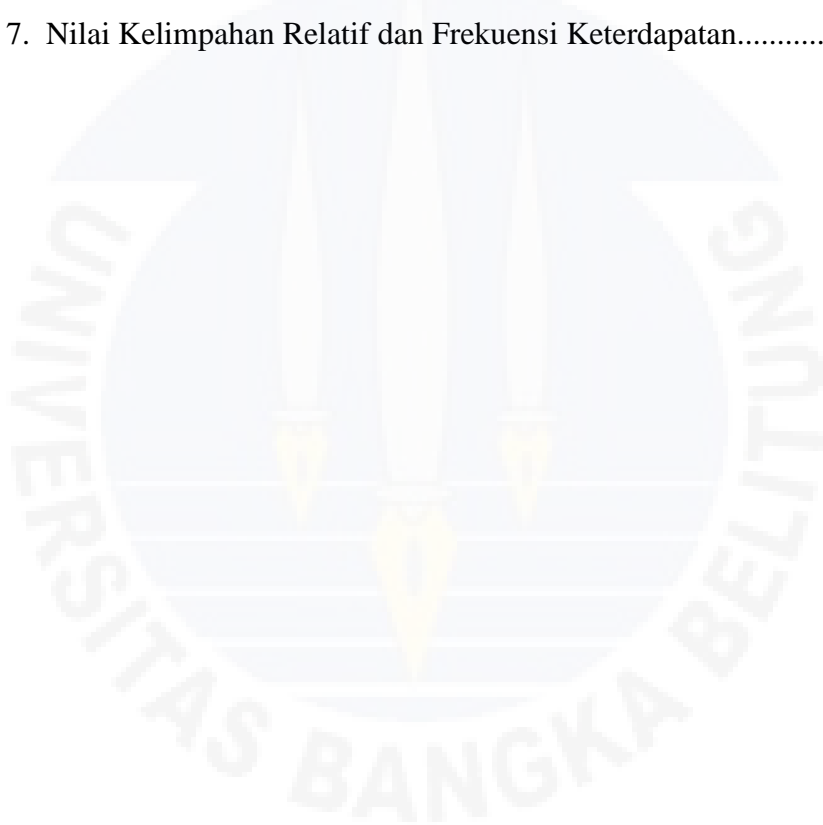 7. Nilai Kelimpahan Relatif dan Frekuensi Keterdapatan...........
UNIVERSITAS BANGKA BELITUNG